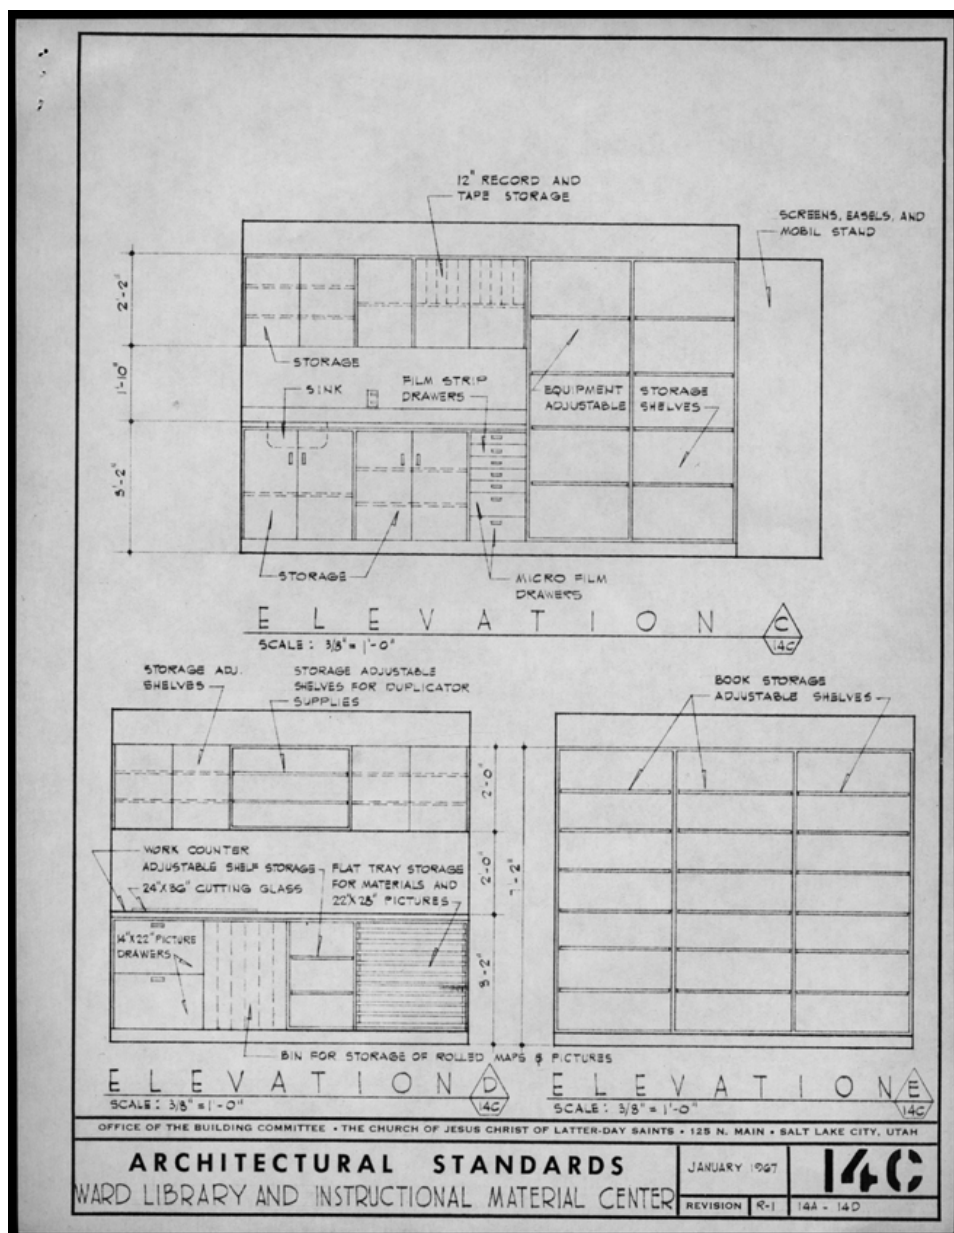 12" RECORD AND
TAPE STORAGE
SCREENS, EASELS, AND
MOBIL STAND
2'-2"
1'-10"
3'-2"
STORAGE
SINK
FILM STRIP
DRAWERS
EQUIPMENT STORAGE
ADJUSTABLE SHELVES
STORAGE
MICRO FILM
DRAWERS
ELEVATION C
14C
SCALE: 3/8" = 1'-0"
STORAGE ADJ.
SHELVES
STORAGE ADJUSTABLE
SHELVES FOR DUPLICATOR
SUPPLIES
BOOK STORAGE
ADJUSTABLE SHELVES
2'-0"
2'-0"
3'-2"
7'-2"
WORK COUNTER
ADJUSTABLE SHELF STORAGE
24"X36" CUTTING GLASS
FLAT TRAY STORAGE
FOR MATERIALS AND
22"X28" PICTURES
14"X22" PICTURE
DRAWERS
BIN FOR STORAGE OF ROLLED MAPS & PICTURES
ELEVATION D
14C
SCALE: 3/8" = 1'-0"
ELEVATION E
14C
SCALE: 3/8" = 1'-0"
OFFICE OF THE BUILDING COMMITTEE • THE CHURCH OF JESUS CHRIST OF LATTER-DAY SAINTS • 125 N. MAIN • SALT LAKE CITY, UTAH
ARCHITECTURAL STANDARDS
WARD LIBRARY AND INSTRUCTIONAL MATERIAL CENTER
JANUARY 1967
14C
REVISION R-1 14A - 14D